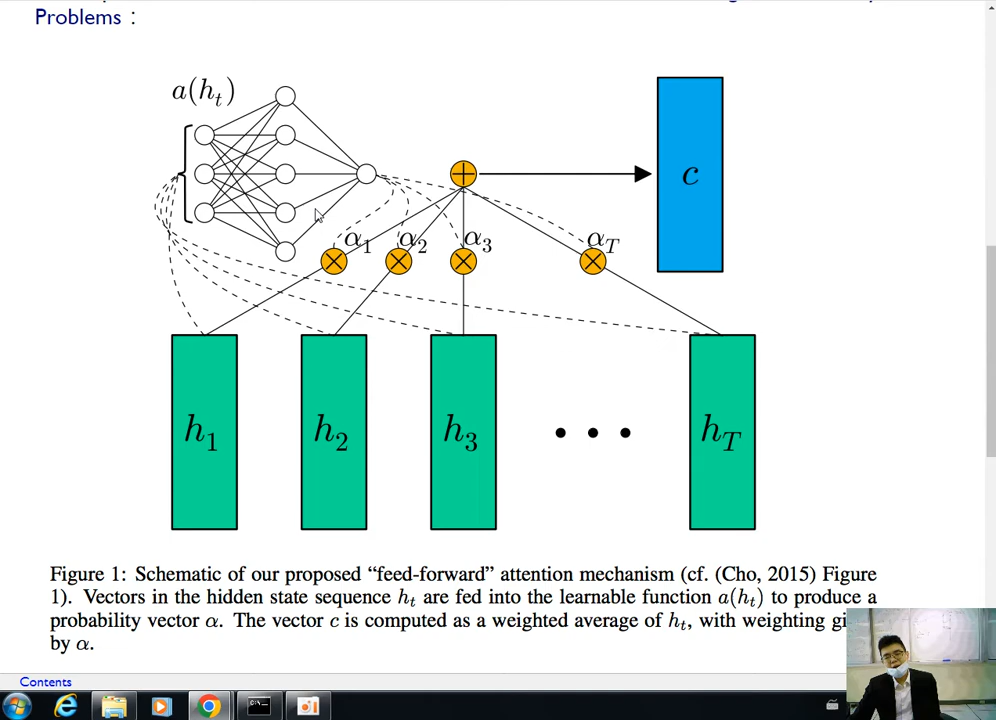 Problems :
a(h_t)
c
α_1 α_2 α_3 α_T
h_1 h_2 h_3 • • • h_T
Figure 1: Schematic of our proposed “feed-forward” attention mechanism (cf. (Cho, 2015) Figure
1). Vectors in the hidden state sequence h_t are fed into the learnable function a(h_t) to produce a
probability vector α. The vector c is computed as a weighted average of h_t, with weighting
by α.
Contents